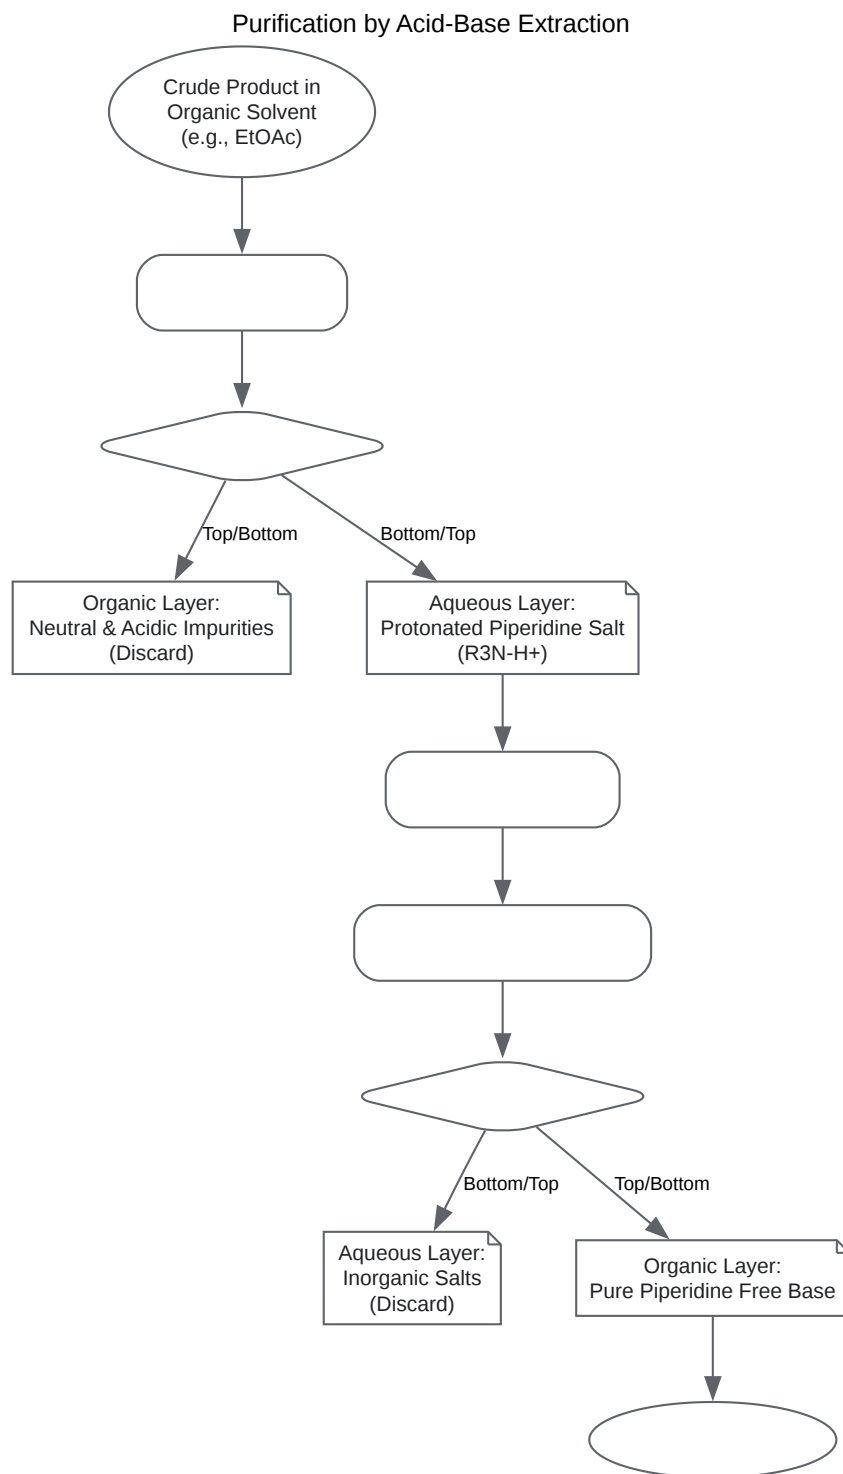 Purification by Acid-Base Extraction
Crude Product in
Organic Solvent
(e.g., EtOAc)
Top/Bottom
Bottom/Top
Organic Layer:
Neutral & Acidic Impurities
(Discard)
Aqueous Layer:
Protonated Piperidine Salt
(R3N-H+)
Bottom/Top
Top/Bottom
Aqueous Layer:
Inorganic Salts
(Discard)
Organic Layer:
Pure Piperidine Free Base